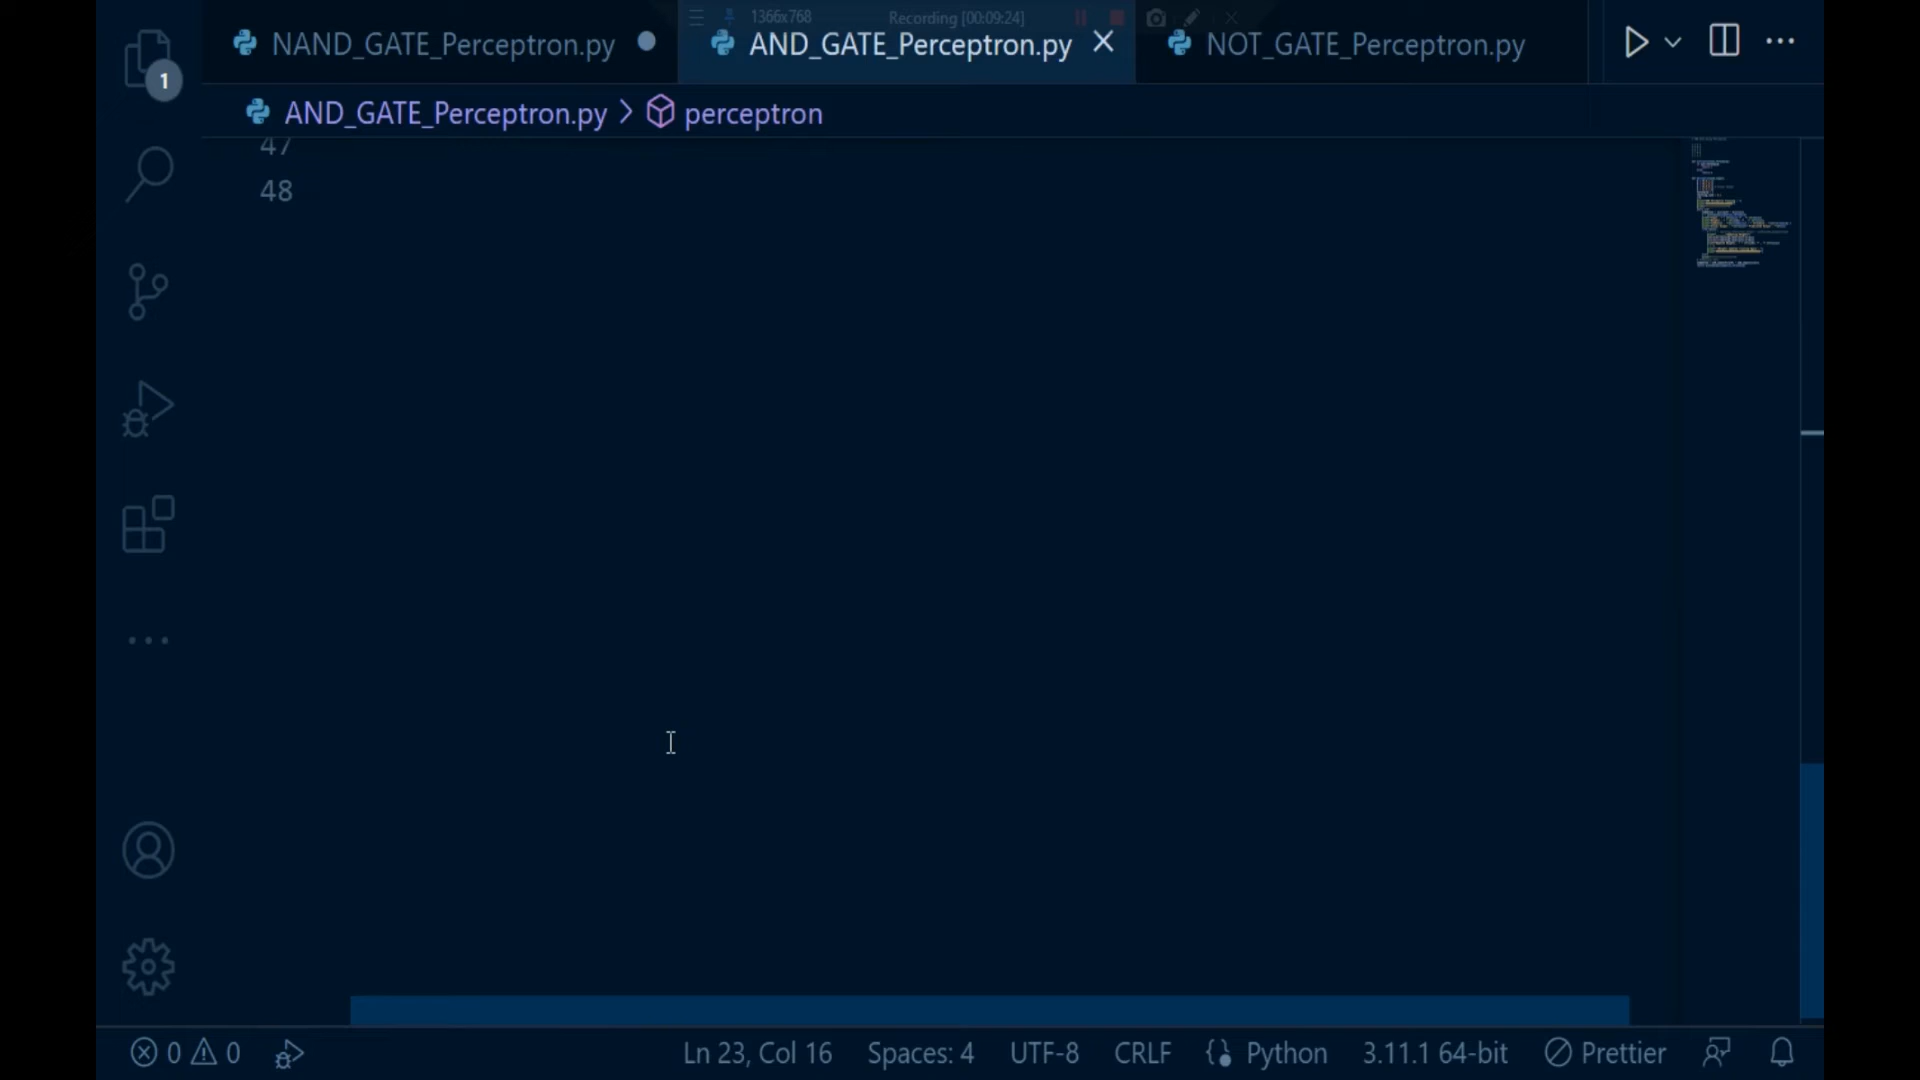 1366x768 Recording [00:09:24]
NAND_GATE_Perceptron.py AND_GATE_Perceptron.py NOT_GATE_Perceptron.py
1
AND_GATE_Perceptron.py > perceptron
47
48
0 0 Ln 23, Col 16 Spaces: 4 UTF-8 CRLF Python 3.11.1 64-bit Prettier